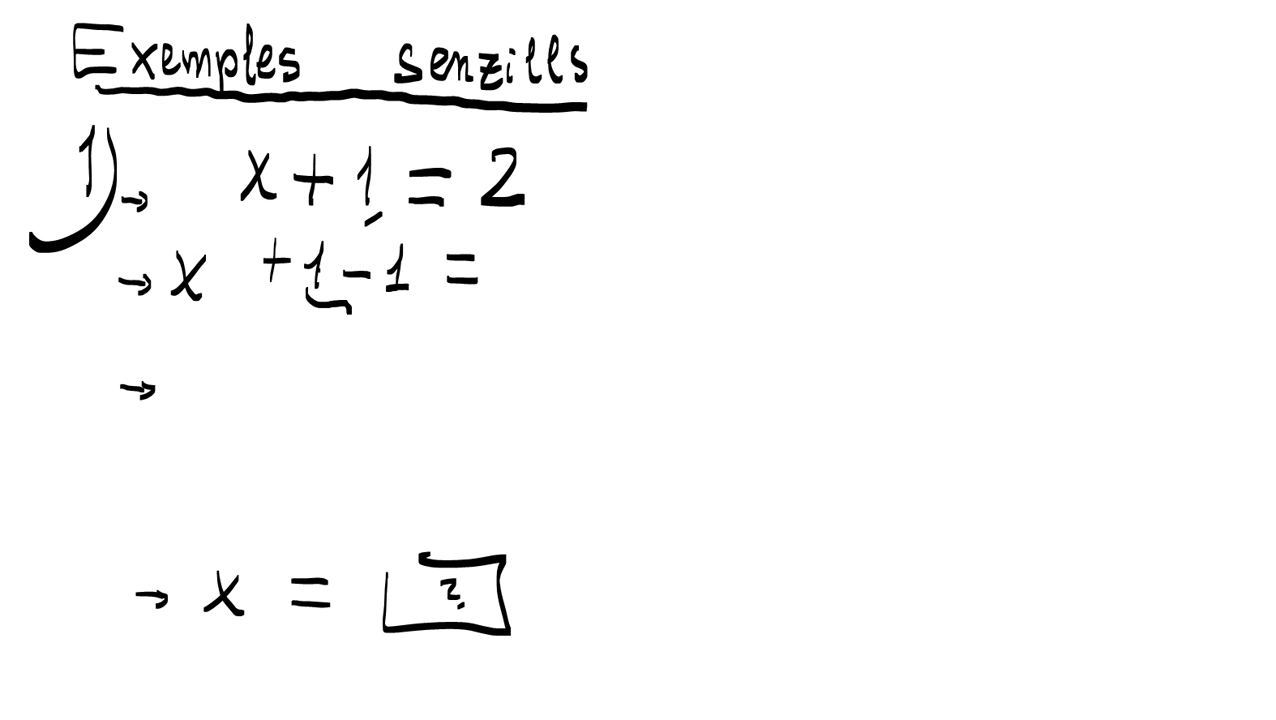 Exemples senzills
1) → x + 1 = 2
→ x + 1 - 1 =
→
→ x = ?